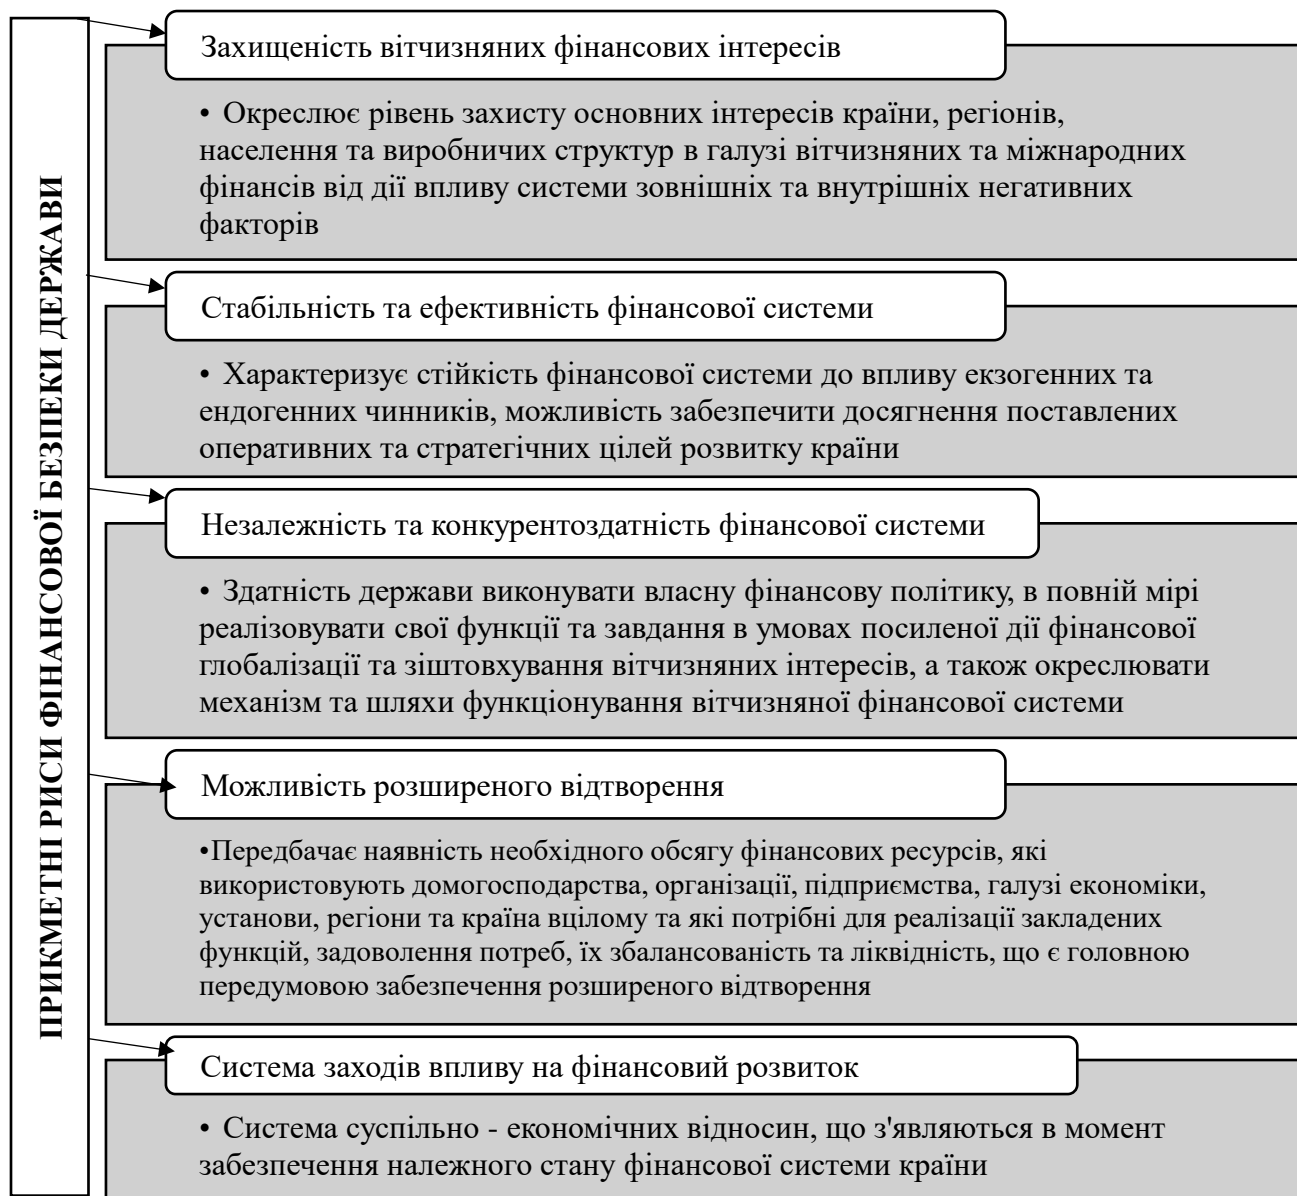 ПРИКМЕТНІ РИСИ ФІНАНСОВОЇ БЕЗПЕКИ ДЕРЖАВИ
Захищеність вітчизняних фінансових інтересів
• Окреслює рівень захисту основних інтересів країни, регіонів,
населення та виробничих структур в галузі вітчизняних та міжнародних
фінансів від дії впливу системи зовнішніх та внутрішніх негативних
факторів
Стабільність та ефективність фінансової системи
• Характеризує стійкість фінансової системи до впливу екзогенних та
ендогенних чинників, можливість забезпечити досягнення поставлених
оперативних та стратегічних цілей розвитку країни
Незалежність та конкурентоздатність фінансової системи
• Здатність держави виконувати власну фінансову політику, в повній мірі
реалізовувати свої функції та завдання в умовах посиленої дії фінансової
глобалізації та зіштовхування вітчизняних інтересів, а також окреслювати
механізм та шляхи функціонування вітчизняної фінансової системи
Можливість розширеного відтворення
•Передбачає наявність необхідного обсягу фінансових ресурсів, які
використовують домогосподарства, організації, підприємства, галузі економіки,
установи, регіони та країна вцілому та які потрібні для реалізації закладених
функцій, задоволення потреб, їх збалансованість та ліквідність, що є головною
передумовою забезпечення розширеного відтворення
Система заходів впливу на фінансовий розвиток
• Система суспільно - економічних відносин, що з'являються в момент
забезпечення належного стану фінансової системи країни